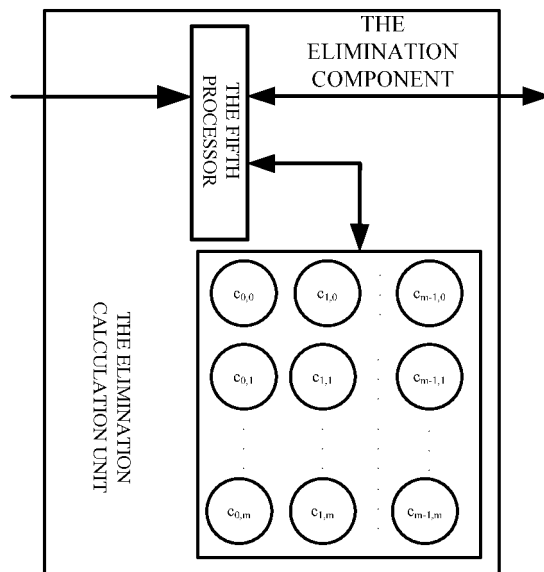 THE
ELIMINATION
COMPONENT
THE FIFTH
PROCESSOR
c0,0 c1,0 cm-1,0
c0,1 c1,1 cm-1,1
c0,m c1,m cm-1,m
THE ELIMINATION
CALCULATION UNIT